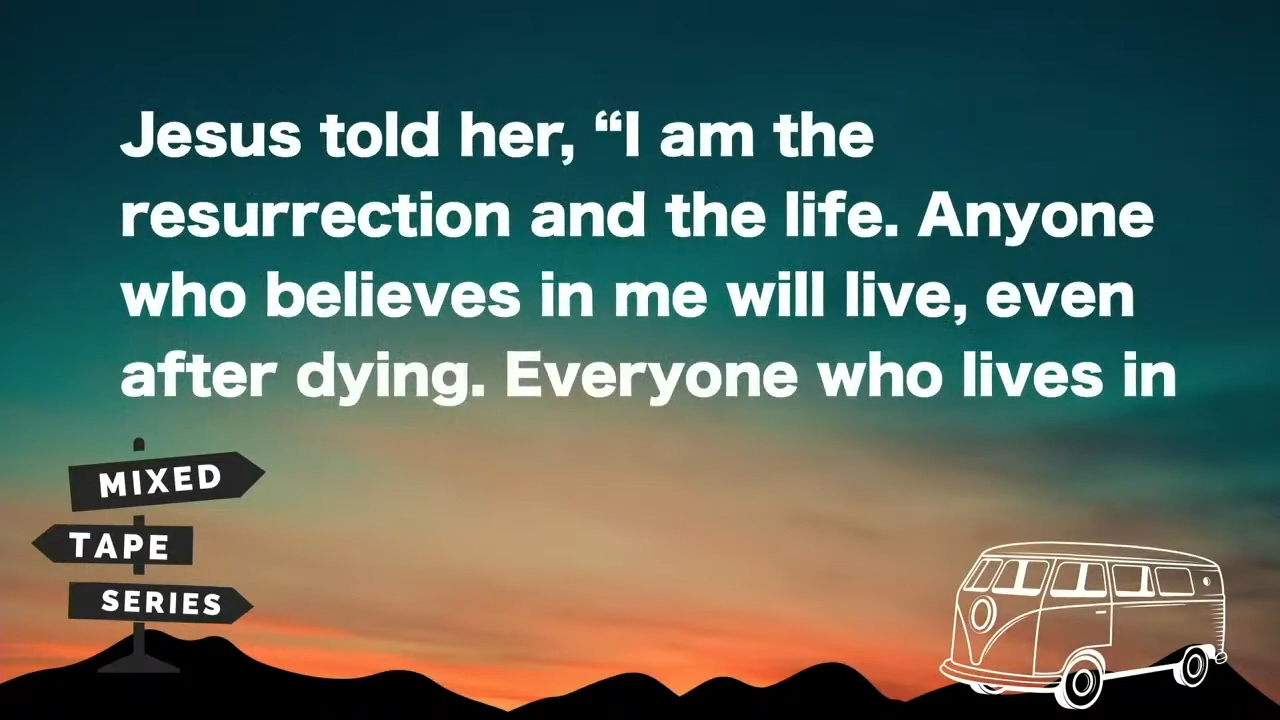 Jesus told her, “I am the
resurrection and the life. Anyone
who believes in me will live, even
after dying. Everyone who lives in
MIXED
TAPE
SERIES